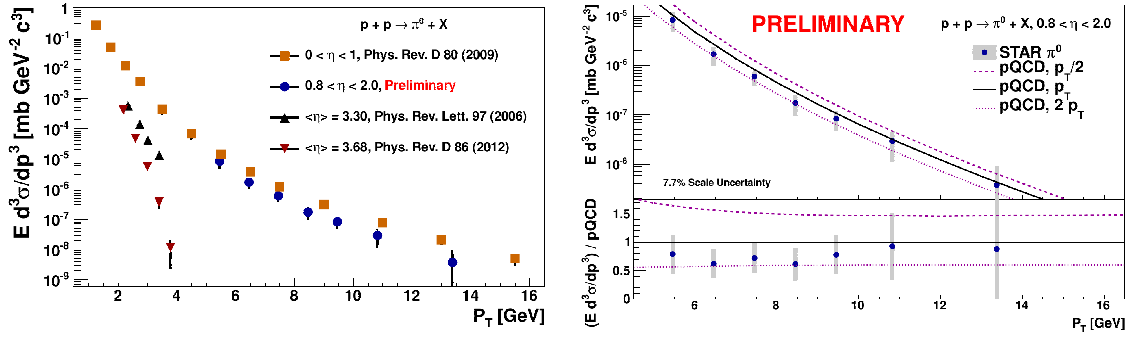 p + p → π⁰ + X
0 < η < 1, Phys. Rev. D 80 (2009)
0.8 < η < 2.0, Preliminary
<η> = 3.30, Phys. Rev. Lett. 97 (2006)
<η> = 3.68, Phys. Rev. D 86 (2012)
E d³σ/dp³ [mb GeV⁻² c³]
1
10⁻¹
10⁻²
10⁻³
10⁻⁴
10⁻⁵
10⁻⁶
10⁻⁷
10⁻⁸
10⁻⁹
2 4 6 8 10 12 14 16
P_T [GeV]
PRELIMINARY
p + p → π⁰ + X, 0.8 < η < 2.0
STAR π⁰
pQCD, p_T/2
pQCD, p_T
pQCD, 2 p_T
E d³σ/dp³ [mb GeV⁻² c³]
10⁻⁵
10⁻⁶
10⁻⁷
10⁻⁸
7.7% Scale Uncertainty
(E d³σ/dp³) / pQCD
1.5
1
0.5
0
6 8 10 12 14 16
P_T [GeV]